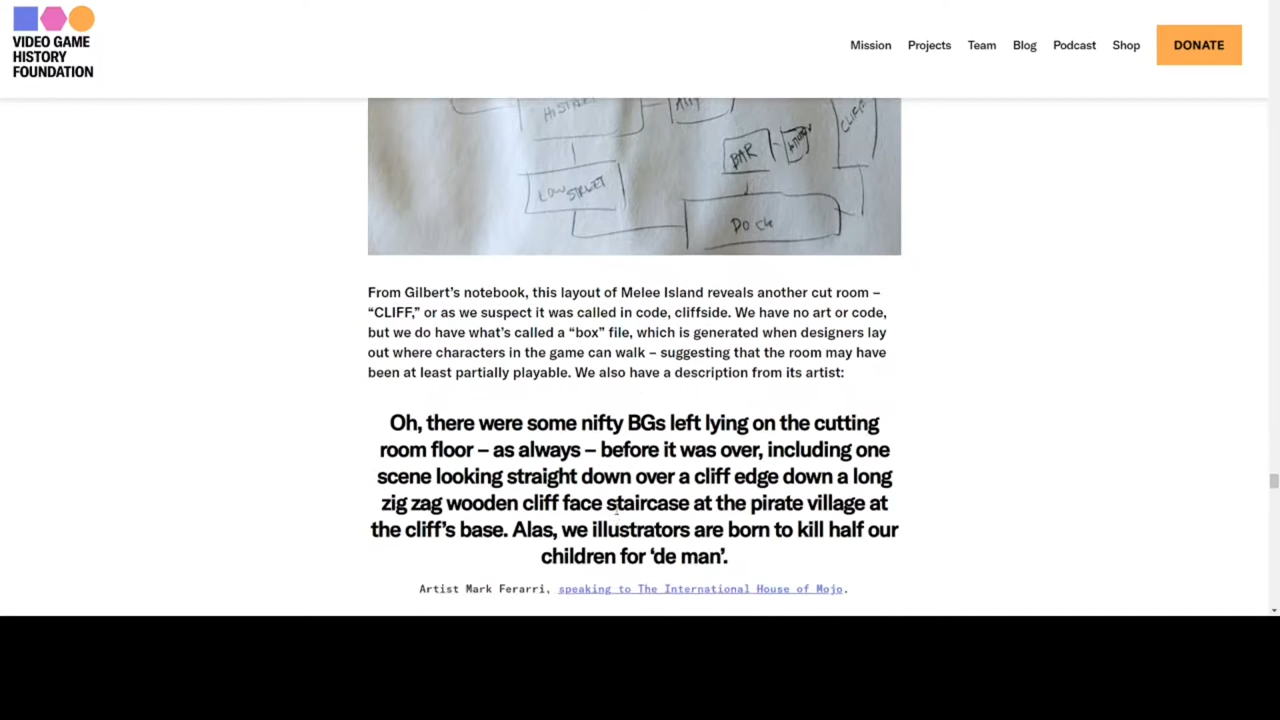 VIDEO GAME
HISTORY
FOUNDATION
Mission Projects Team Blog Podcast Shop DONATE
CLIFF
BAR
LOW STREET
DOCK
From Gilbert’s notebook, this layout of Melee Island reveals another cut room –
“CLIFF,” or as we suspect it was called in code, cliffside. We have no art or code,
but we do have what’s called a “box” file, which is generated when designers lay
out where characters in the game can walk – suggesting that the room may have
been at least partially playable. We also have a description from its artist:
Oh, there were some nifty BGs left lying on the cutting
room floor – as always – before it was over, including one
scene looking straight down over a cliff edge down a long
zig zag wooden cliff face staircase at the pirate village at
the cliff’s base. Alas, we illustrators are born to kill half our
children for ‘de man’.
Artist Mark Ferarri, speaking to The International House of Mojo.